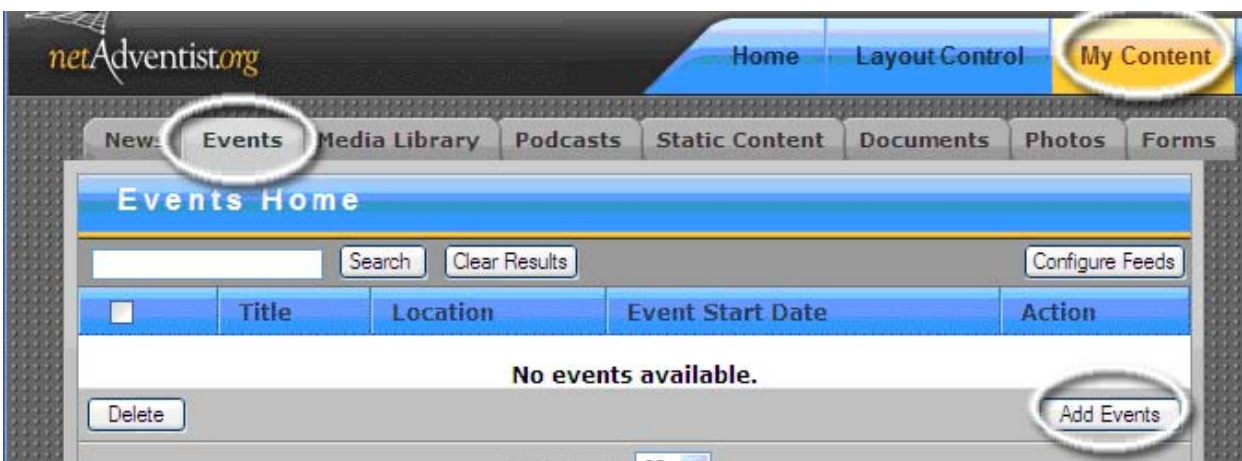 netAdventist.org
Home Layout Control My Content
News Events Media Library Podcasts Static Content Documents Photos Forms
Events Home
Search Clear Results Configure Feeds
Title Location Event Start Date Action
No events available.
Delete Add Events